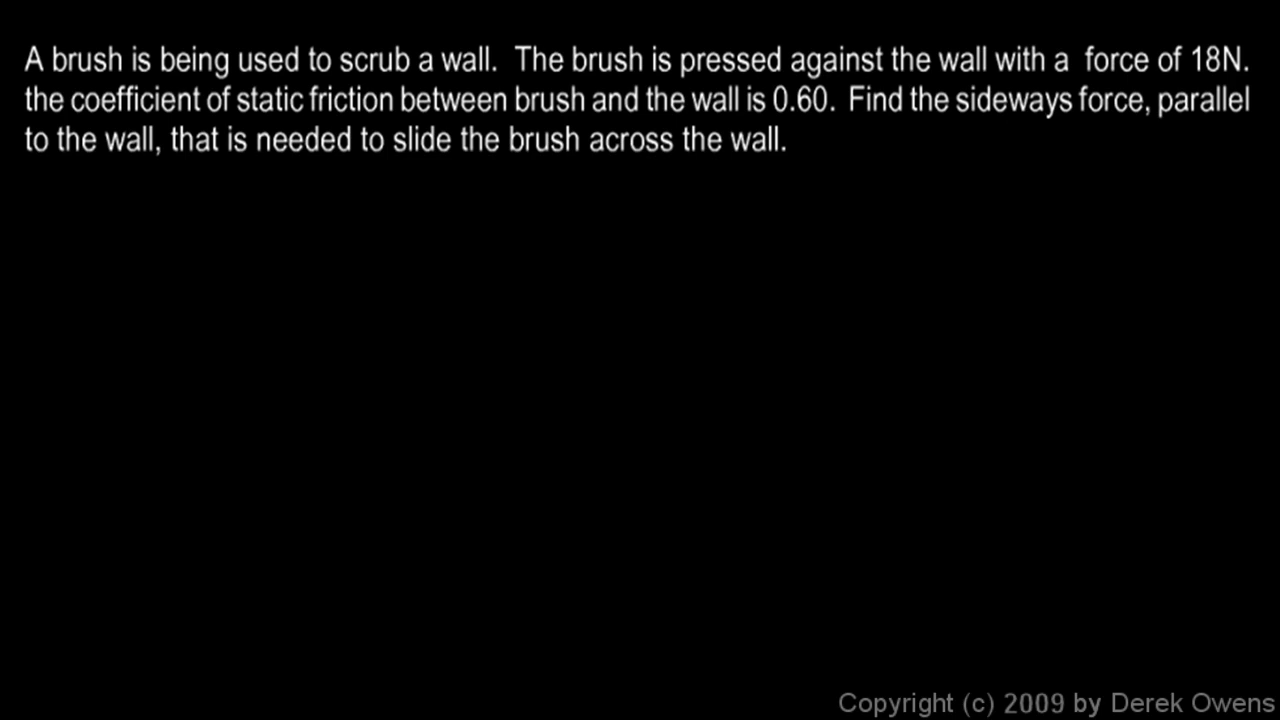 A brush is being used to scrub a wall. The brush is pressed against the wall with a force of 18N.
the coefficient of static friction between brush and the wall is 0.60. Find the sideways force, parallel
to the wall, that is needed to slide the brush across the wall.
Copyright (c) 2009 by Derek Owens